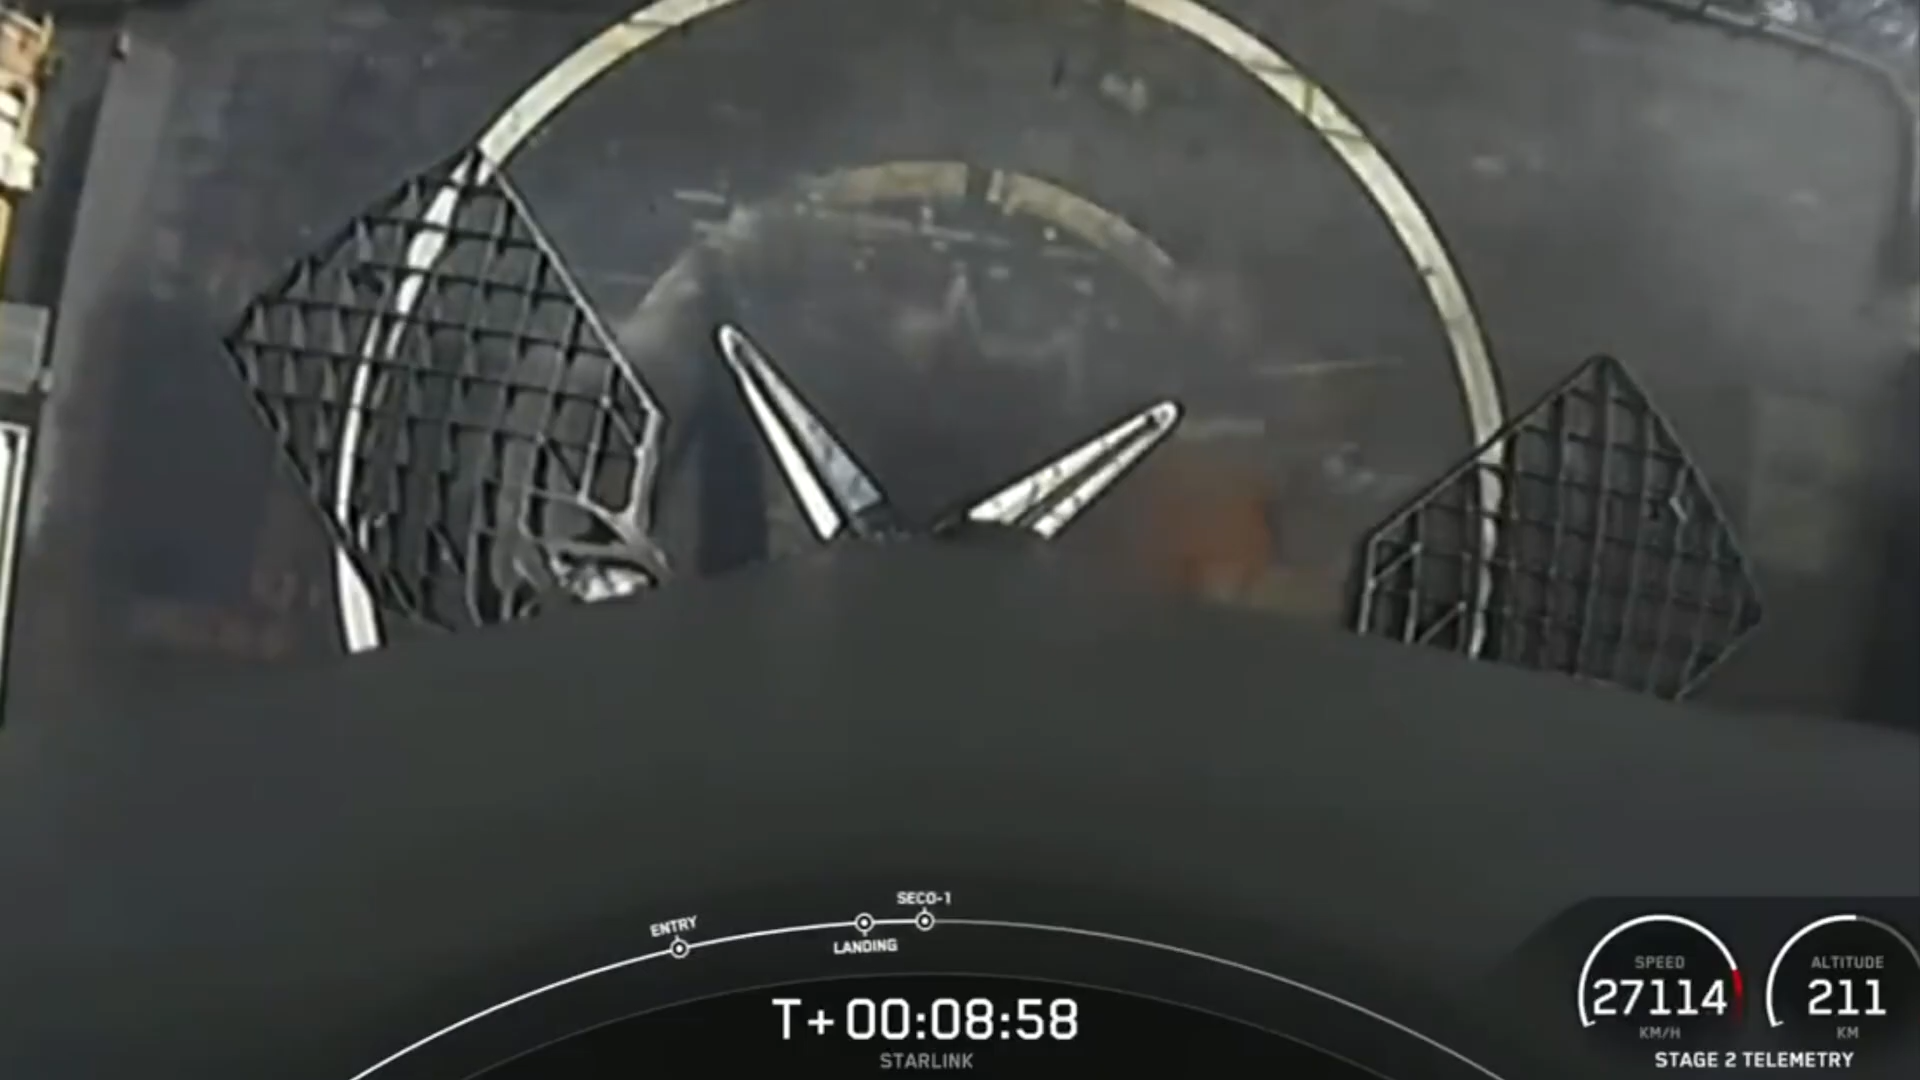 ENTRY
LANDING
SECO-1
T+00:08:58
STARLINK
SPEED
27114
KM/H
ALTITUDE
211
KM
STAGE 2 TELEMETRY